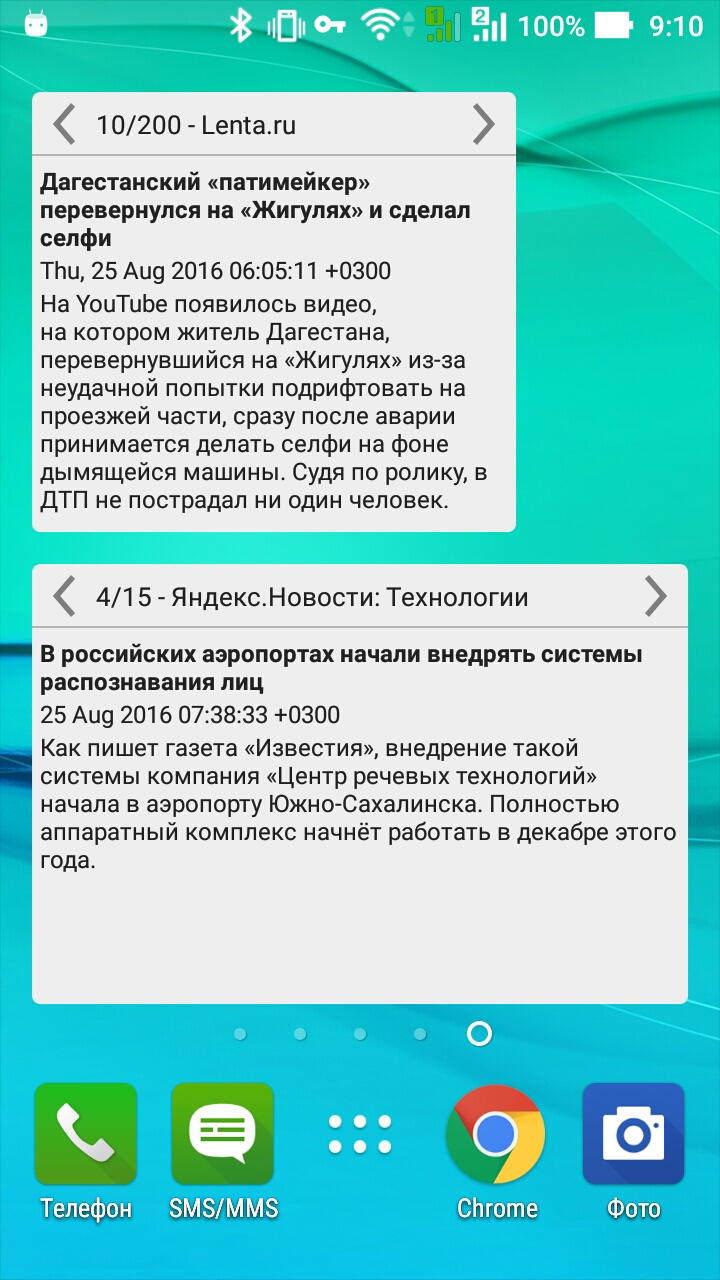 1 2 100% 9:10
10/200 - Lenta.ru
Дагестанский «патимейкер»
перевернулся на «Жигулях» и сделал
селфи
Thu, 25 Aug 2016 06:05:11 +0300
На YouTube появилось видео,
на котором житель Дагестана,
перевернувшийся на «Жигулях» из-за
неудачной попытки подрифтовать на
проезжей части, сразу после аварии
принимается делать селфи на фоне
дымящейся машины. Судя по ролику, в
ДТП не пострадал ни один человек.
4/15 - Яндекс.Новости: Технологии
В российских аэропортах начали внедрять системы
распознавания лиц
25 Aug 2016 07:38:33 +0300
Как пишет газета «Известия», внедрение такой
системы компания «Центр речевых технологий»
начала в аэропорту Южно-Сахалинска. Полностью
аппаратный комплекс начнёт работать в декабре этого
года.
Телефон SMS/MMS Chrome Фото